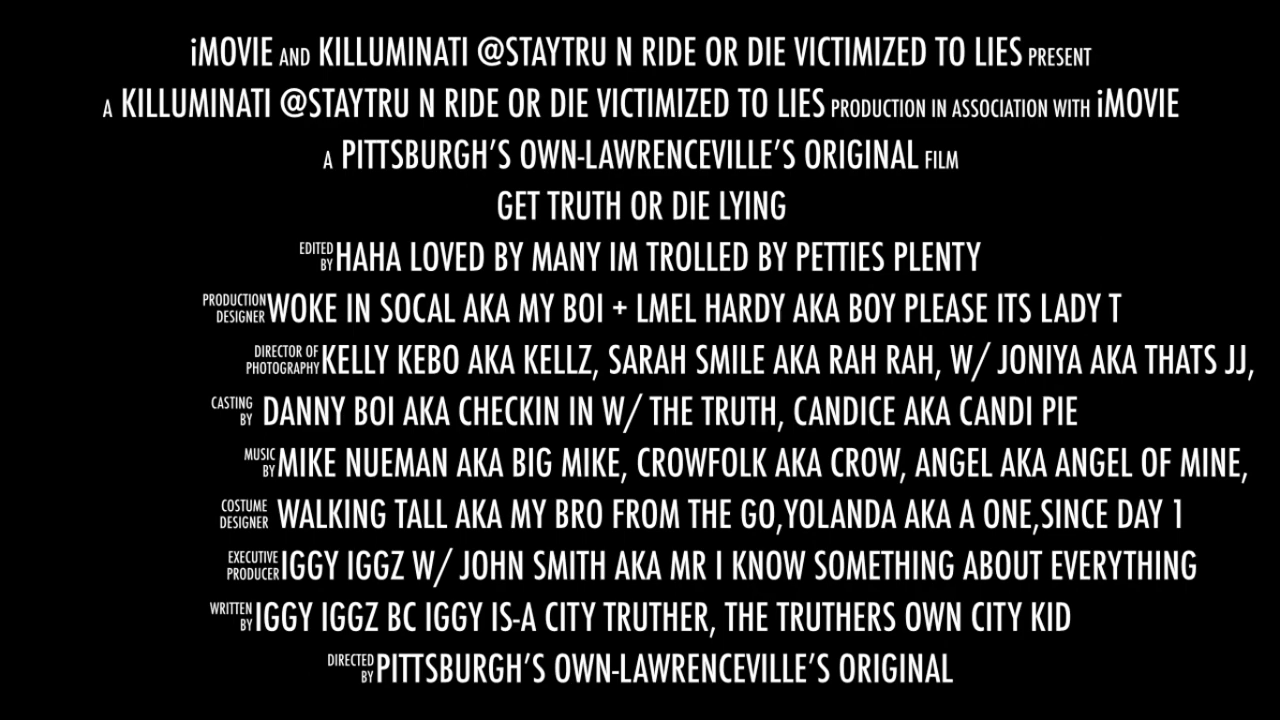 iMOVIE AND KILLUMINATI @STAYTRU N RIDE OR DIE VICTIMIZED TO LIES PRESENT
A KILLUMINATI @STAYTRU N RIDE OR DIE VICTIMIZED TO LIES PRODUCTION IN ASSOCIATION WITH iMOVIE
A PITTSBURGH'S OWN-LAWRENCEVILLE'S ORIGINAL FILM
GET TRUTH OR DIE LYING
EDITED BY HAHA LOVED BY MANY IM TROLLED BY PETTIES PLENTY
PRODUCTION DESIGNER WOKE IN SOCAL AKA MY BOI + LMEL HARDY AKA BOY PLEASE ITS LADY T
DIRECTOR OF PHOTOGRAPHY KELLY KEBO AKA KELLZ, SARAH SMILE AKA RAH RAH, W/ JONIYA AKA THATS JJ,
CASTING BY DANNY BOI AKA CHECKIN IN W/ THE TRUTH, CANDICE AKA CANDI PIE
MUSIC BY MIKE NUEMAN AKA BIG MIKE, CROWFOLK AKA CROW, ANGEL AKA ANGEL OF MINE,
COSTUME DESIGNER WALKING TALL AKA MY BRO FROM THE GO,YOLANDA AKA A ONE,SINCE DAY 1
EXECUTIVE PRODUCER IGGY IGGZ W/ JOHN SMITH AKA MR I KNOW SOMETHING ABOUT EVERYTHING
WRITTEN BY IGGY IGGZ BC IGGY IS-A CITY TRUTHER, THE TRUTHERS OWN CITY KID
DIRECTED BY PITTSBURGH'S OWN-LAWRENCEVILLE'S ORIGINAL